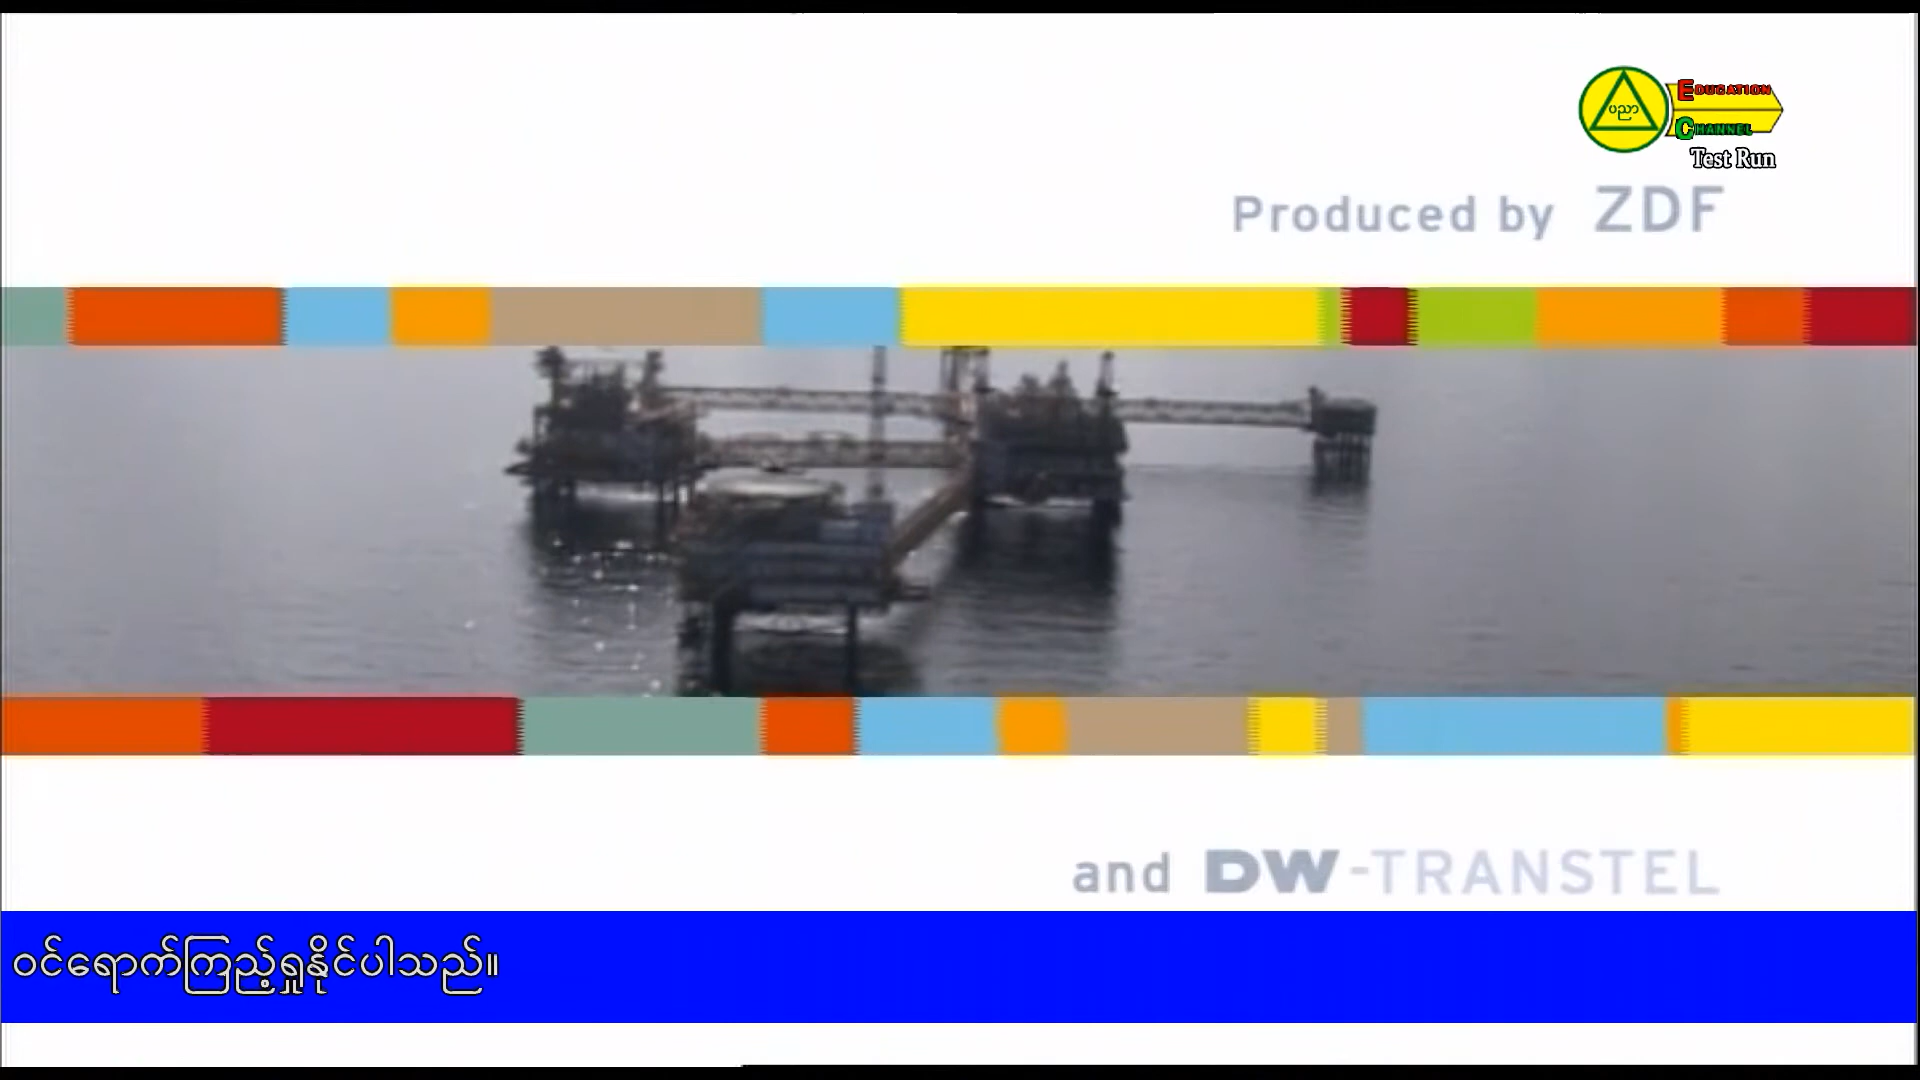 ပညာ
EDUCATION
CHANNEL
Test Run
Produced by ZDF
and DW-TRANSTEL
ဝင်ရောက်ကြည့်ရှုနိုင်ပါသည်။